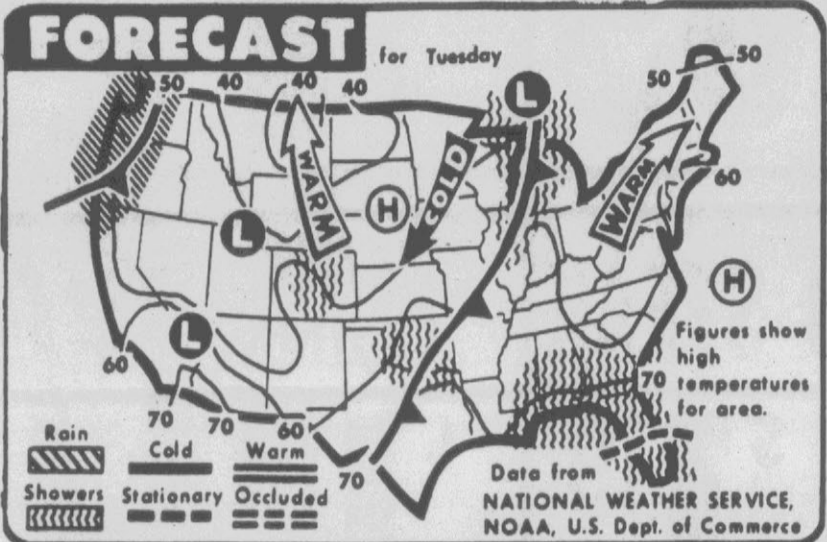 FORECAST
for Tuesday
50 40 40 40
L
50 50
WARM
COLD
WARM
60
H
L
H
L
Figures show
high
temperatures
for area.
60
70
70 70 60
70
Rain
Cold
Warm
Showers
Stationary
Occluded
Data from
NATIONAL WEATHER SERVICE,
NOAA, U.S. Dept. of Commerce